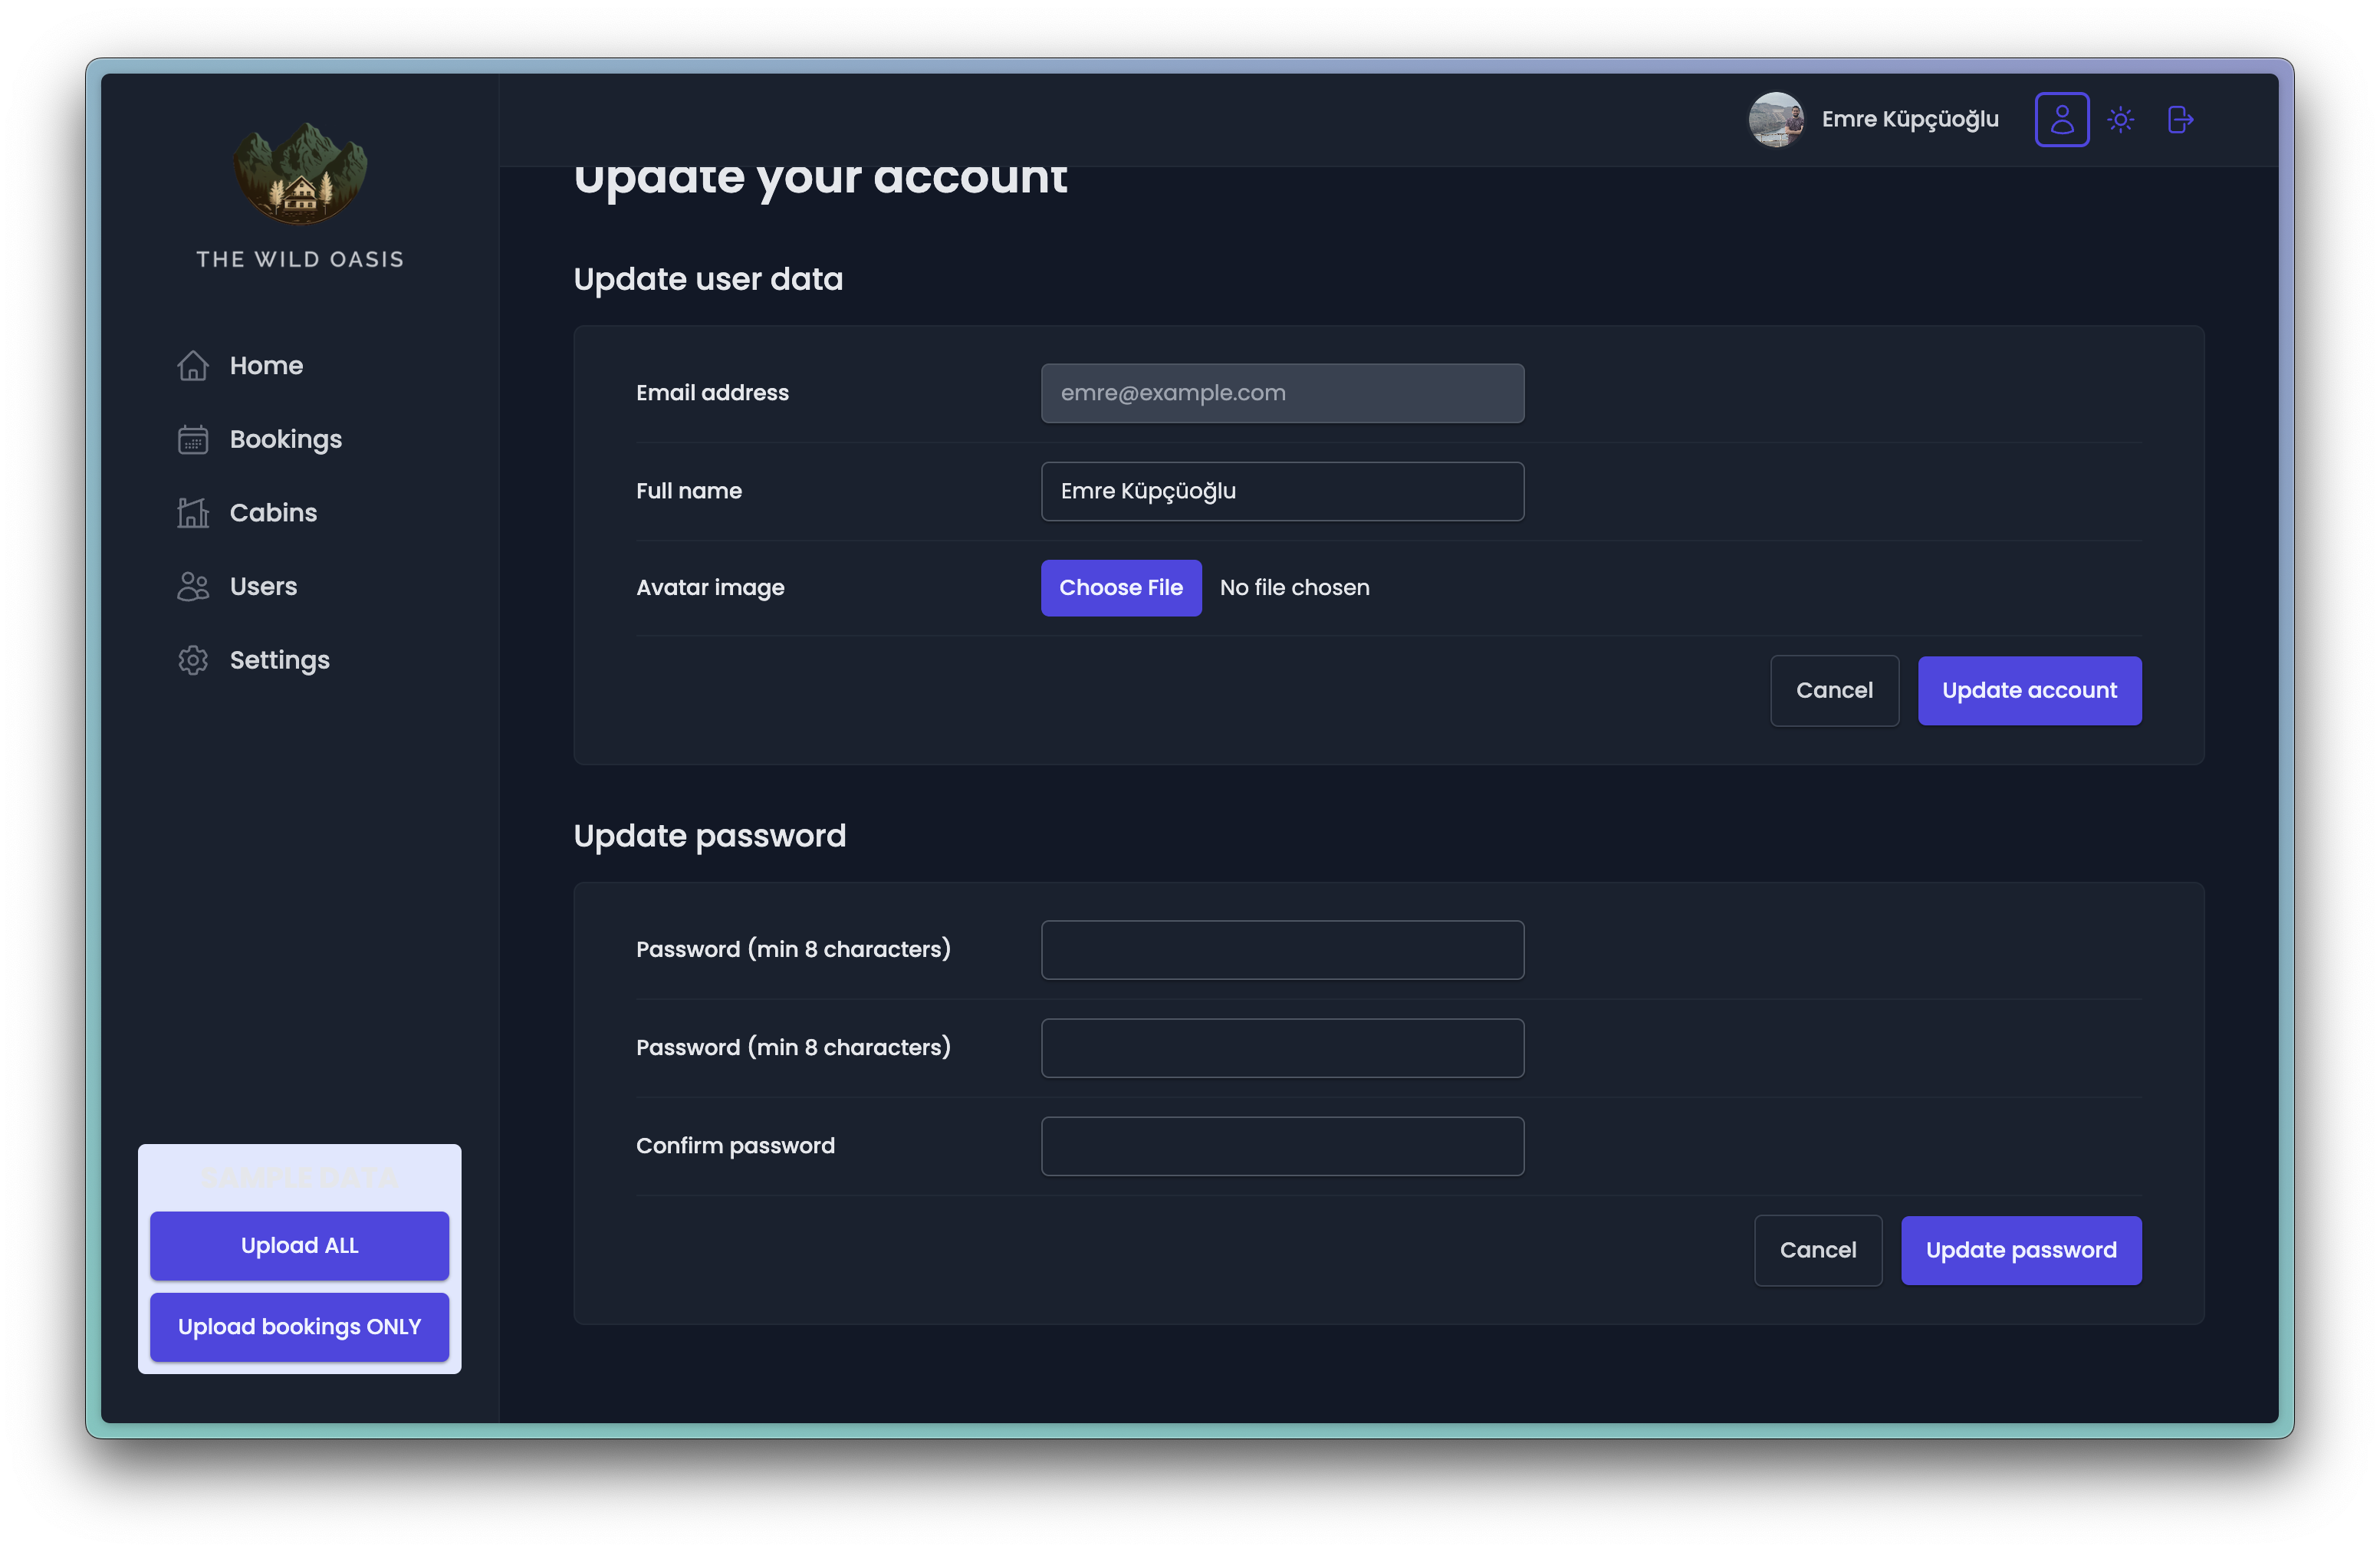 THE WILD OASIS
Home
Bookings
Cabins
Users
Settings
SAMPLE DATA
Upload ALL
Upload bookings ONLY
Emre Küpçüoğlu
Update your account
Update user data
Email address
emre@example.com
Full name
Emre Küpçüoğlu
Avatar image
Choose File No file chosen
Cancel
Update account
Update password
Password (min 8 characters)
Password (min 8 characters)
Confirm password
Cancel
Update password